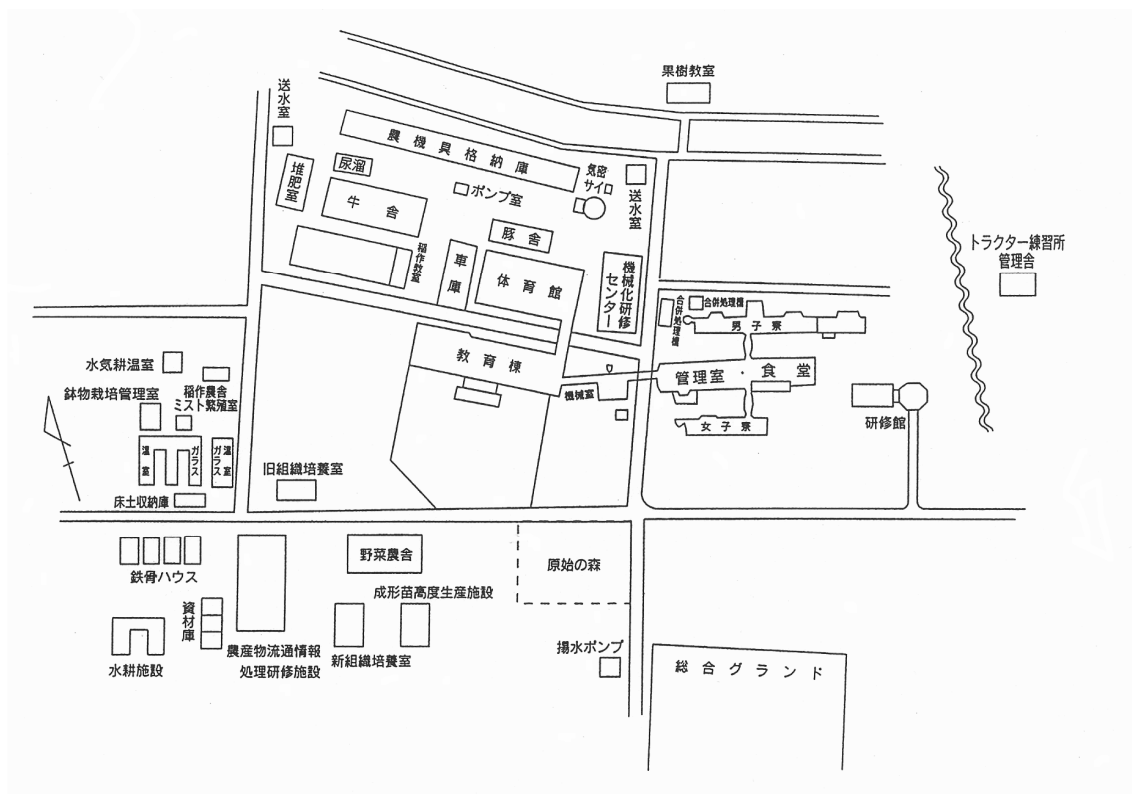 果樹教室
送水室
農機具格納庫
堆肥室
尿溜
気密
サイロ
送水室
ポンプ室
牛舎
豚舎
稲作教室
車庫
体育館
機械化研修
センター
トラクター練習所
管理舎
合併処理槽
合併処理槽
男子寮
教育棟
管理室・食堂
機械室
女子寮
研修館
水気耕温室
鉢物栽培管理室
稲作農舎
ミスト繁殖室
温室
ガラス
ガラス
温室
床土収納庫
旧組織培養室
鉄骨ハウス
野菜農舎
原始の森
成形苗高度生産施設
資材庫
水耕施設
農産物流通情報
処理研修施設
新組織培養室
揚水ポンプ
総合グランド